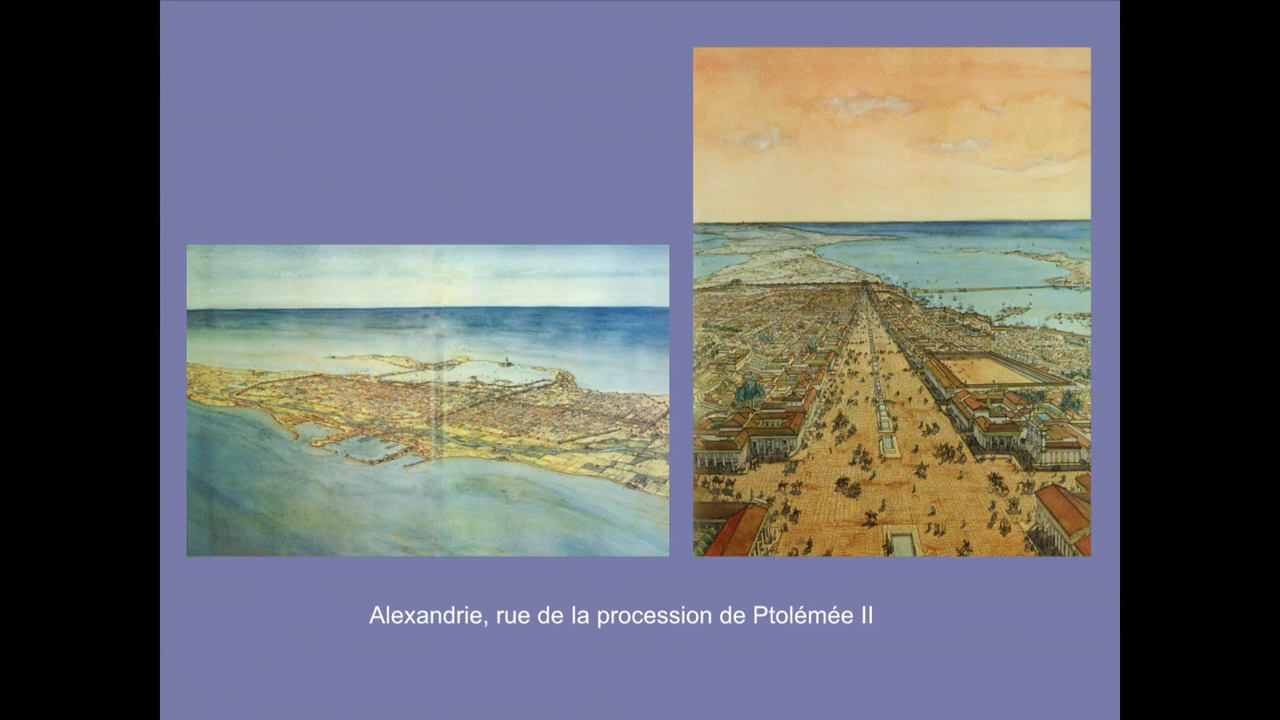 Alexandrie, rue de la procession de Ptolémée II